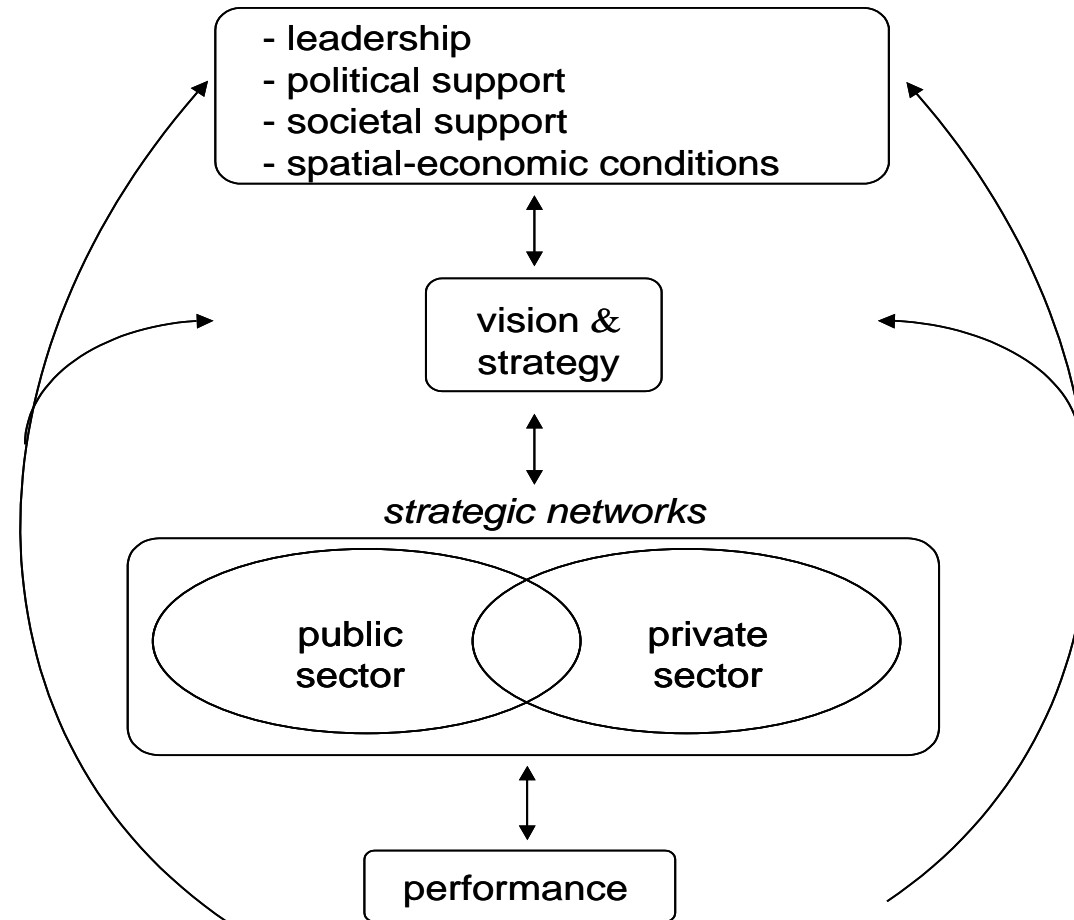 - leadership
- political support
- societal support
- spatial-economic conditions
vision &
strategy
strategic networks
public
sector
private
sector
performance